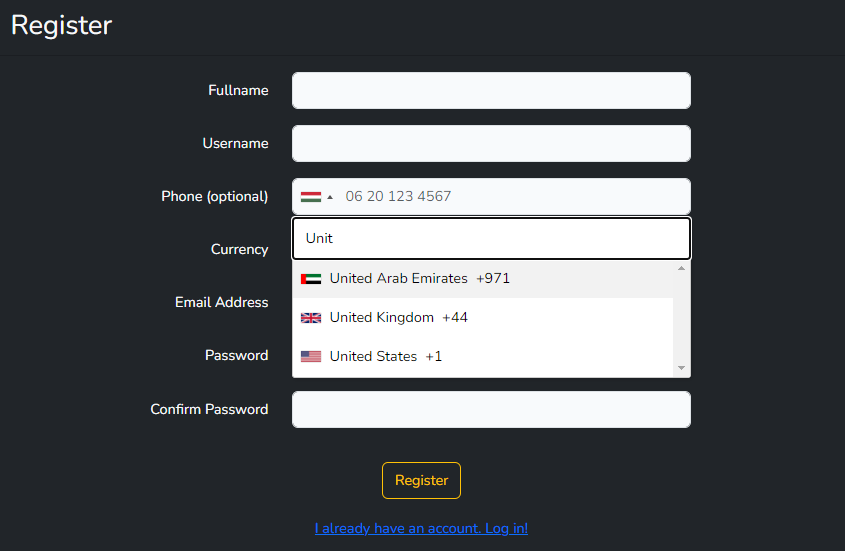 Register
Fullname
Username
Phone (optional) 06 20 123 4567
Unit
Currency
United Arab Emirates +971
Email Address
United Kingdom +44
Password
United States +1
Confirm Password
Register
I already have an account. Log in!